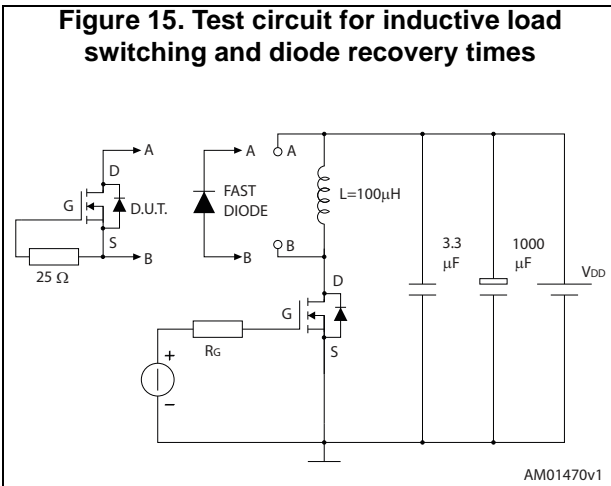 Figure 15. Test circuit for inductive load
switching and diode recovery times
A
D
G
D.U.T.
S
B
25 Ω
A
FAST
DIODE
B
A
L=100μH
B
D
G
S
RG
+
−
3.3
μF
1000
μF
VDD
AM01470v1